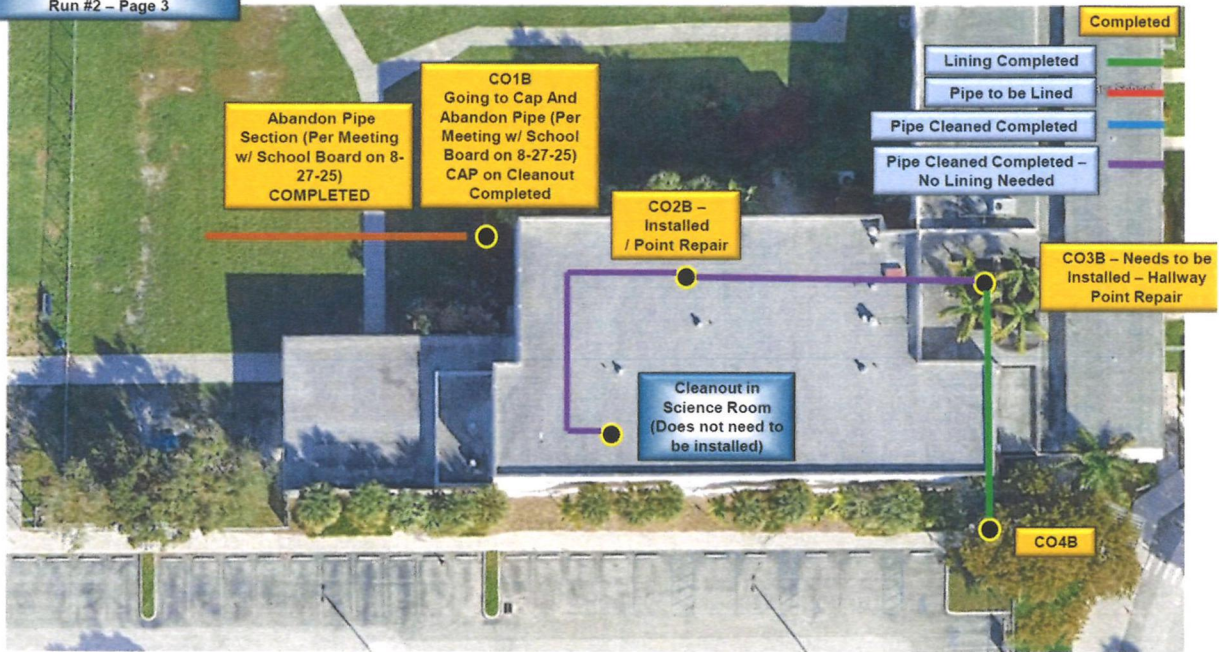 Run #2 – Page 3
Completed
Lining Completed
Pipe to be Lined
Pipe Cleaned Completed
Pipe Cleaned Completed –
No Lining Needed
Abandon Pipe
Section (Per Meeting
w/ School Board on 8-
27-25)
COMPLETED
CO1B
Going to Cap And
Abandon Pipe (Per
Meeting w/ School
Board on 8-27-25)
CAP on Cleanout
Completed
CO2B –
Installed
/ Point Repair
CO3B – Needs to be
Installed – Hallway
Point Repair
Cleanout in
Science Room
(Does not need to
be installed)
CO4B